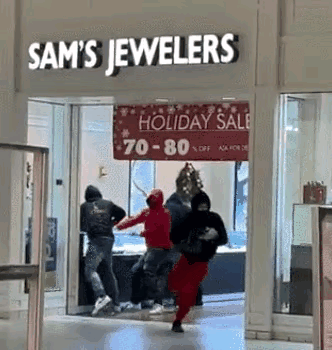 SAM'S JEWELERS
HOLIDAY SALE
70 - 80 % OFF